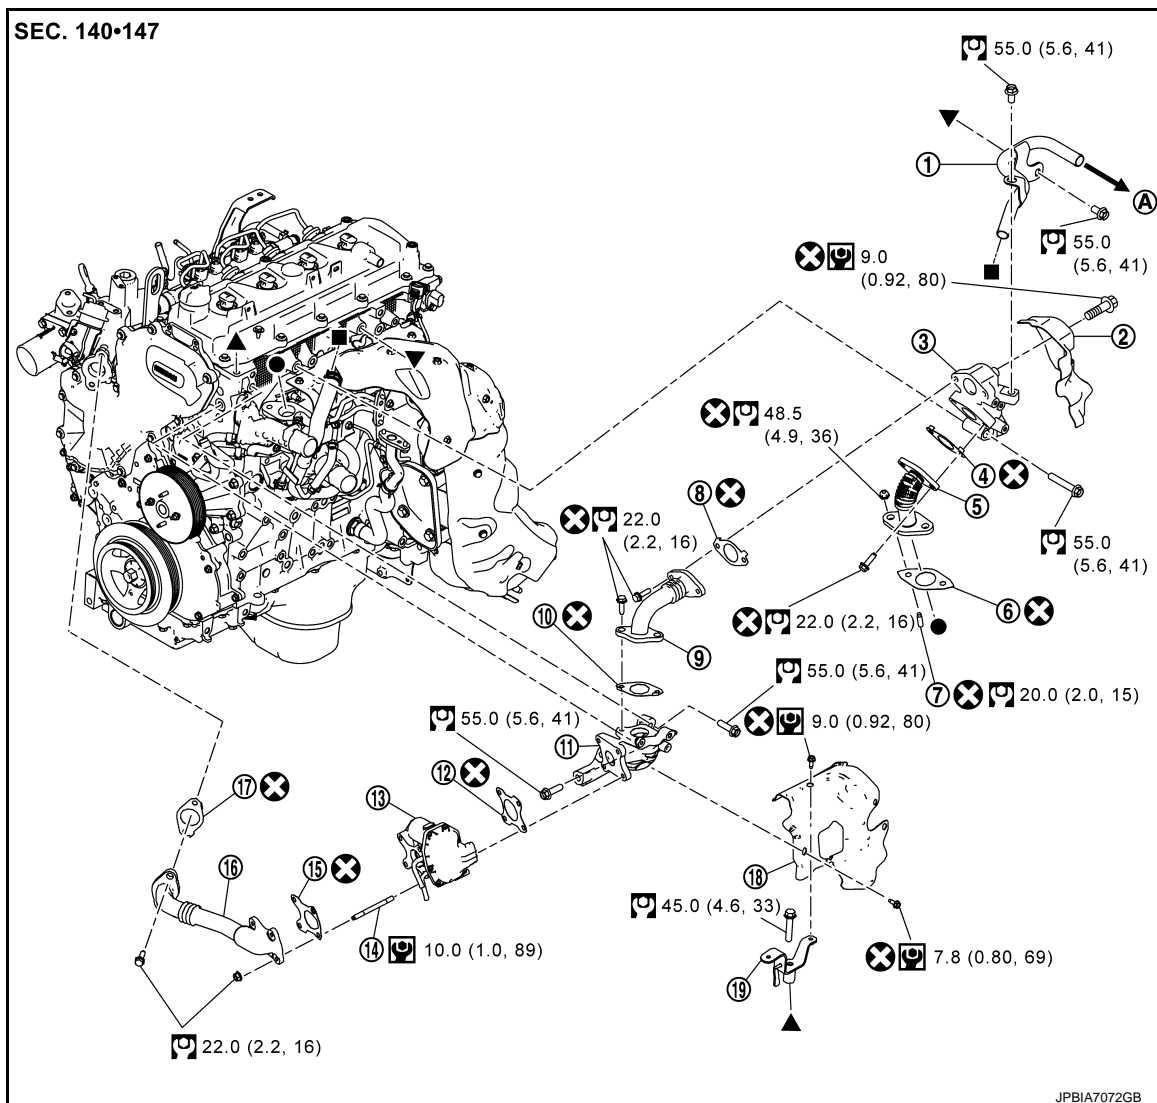 SEC. 140•147
55.0 (5.6, 41)
1
A
55.0
(5.6, 41)
9.0
(0.92, 80)
2
3
48.5
(4.9, 36)
4
5
8
22.0
(2.2, 16)
55.0
(5.6, 41)
6
10
22.0 (2.2, 16)
9
7
20.0 (2.0, 15)
55.0 (5.6, 41)
55.0 (5.6, 41)
9.0 (0.92, 80)
11
12
13
17
15
16
18
45.0 (4.6, 33)
14
10.0 (1.0, 89)
7.8 (0.80, 69)
19
22.0 (2.2, 16)
JPBIA7072GB